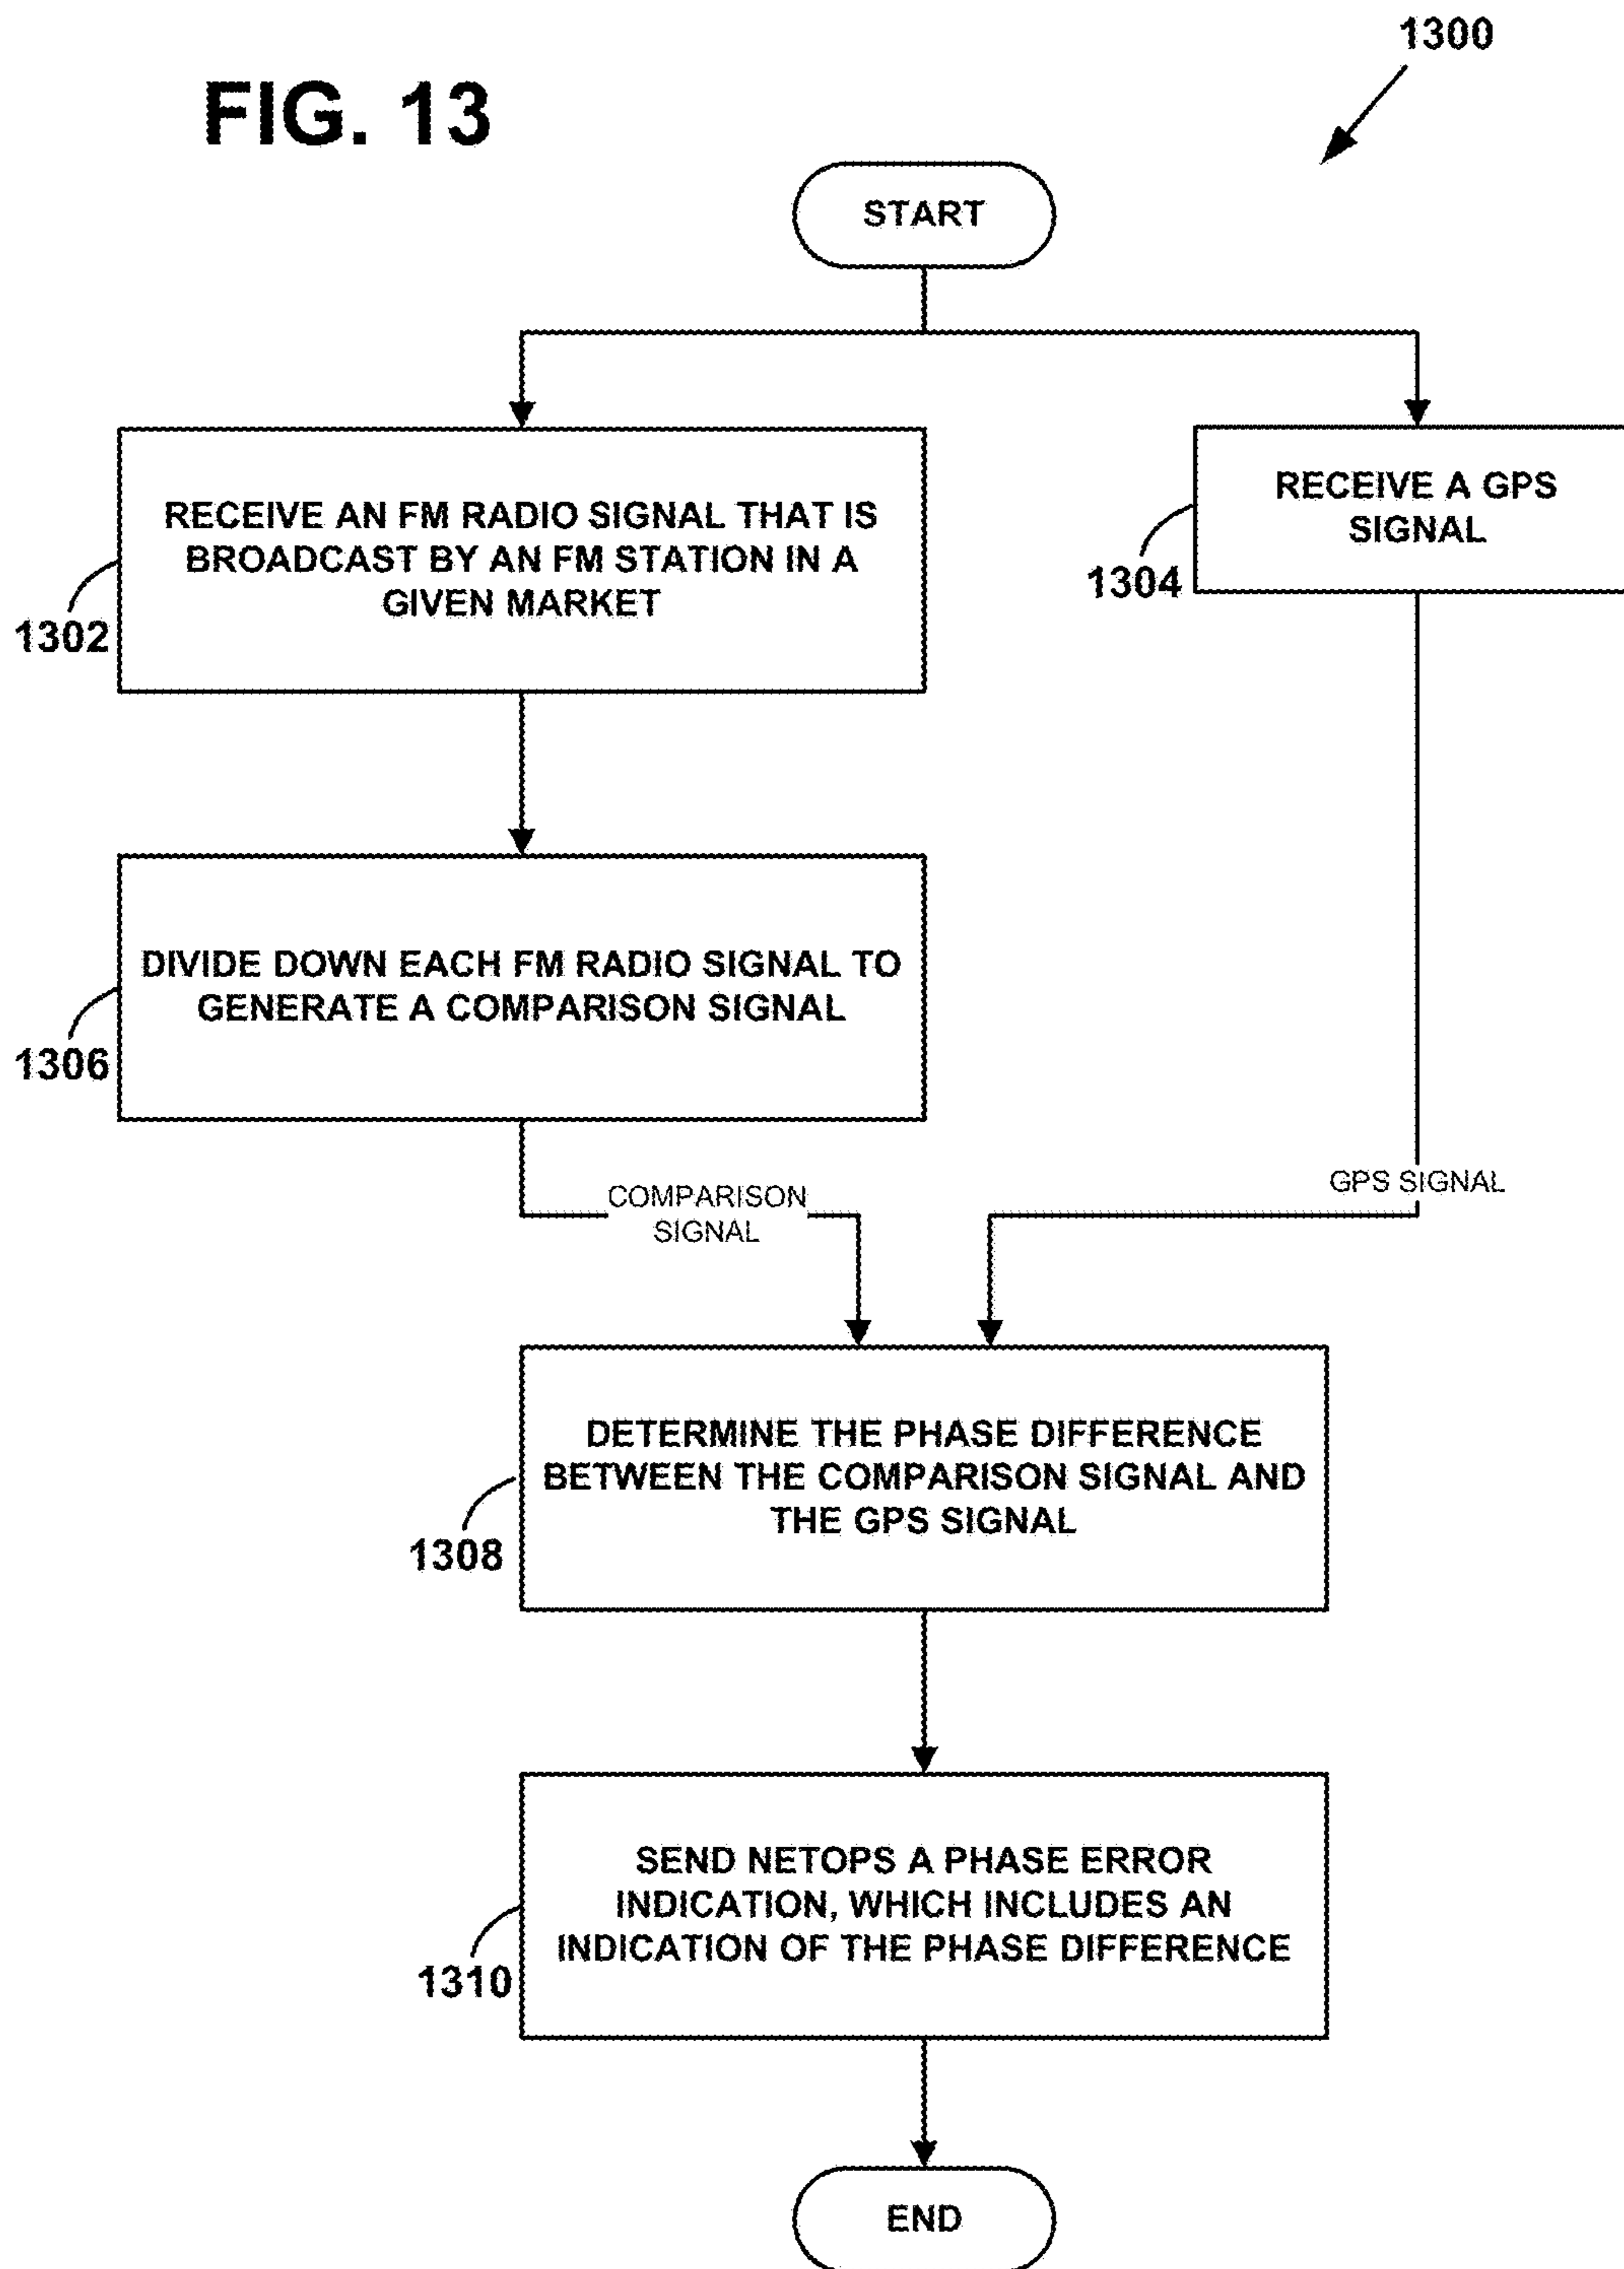 1300
FIG. 13
START
RECEIVE AN FM RADIO SIGNAL THAT IS
BROADCAST BY AN FM STATION IN A
GIVEN MARKET
1302
RECEIVE A GPS
SIGNAL
1304
DIVIDE DOWN EACH FM RADIO SIGNAL TO
GENERATE A COMPARISON SIGNAL
1306
COMPARISON
SIGNAL
GPS SIGNAL
DETERMINE THE PHASE DIFFERENCE
BETWEEN THE COMPARISON SIGNAL AND
THE GPS SIGNAL
1308
SEND NETOPS A PHASE ERROR
INDICATION, WHICH INCLUDES AN
INDICATION OF THE PHASE DIFFERENCE
1310
END